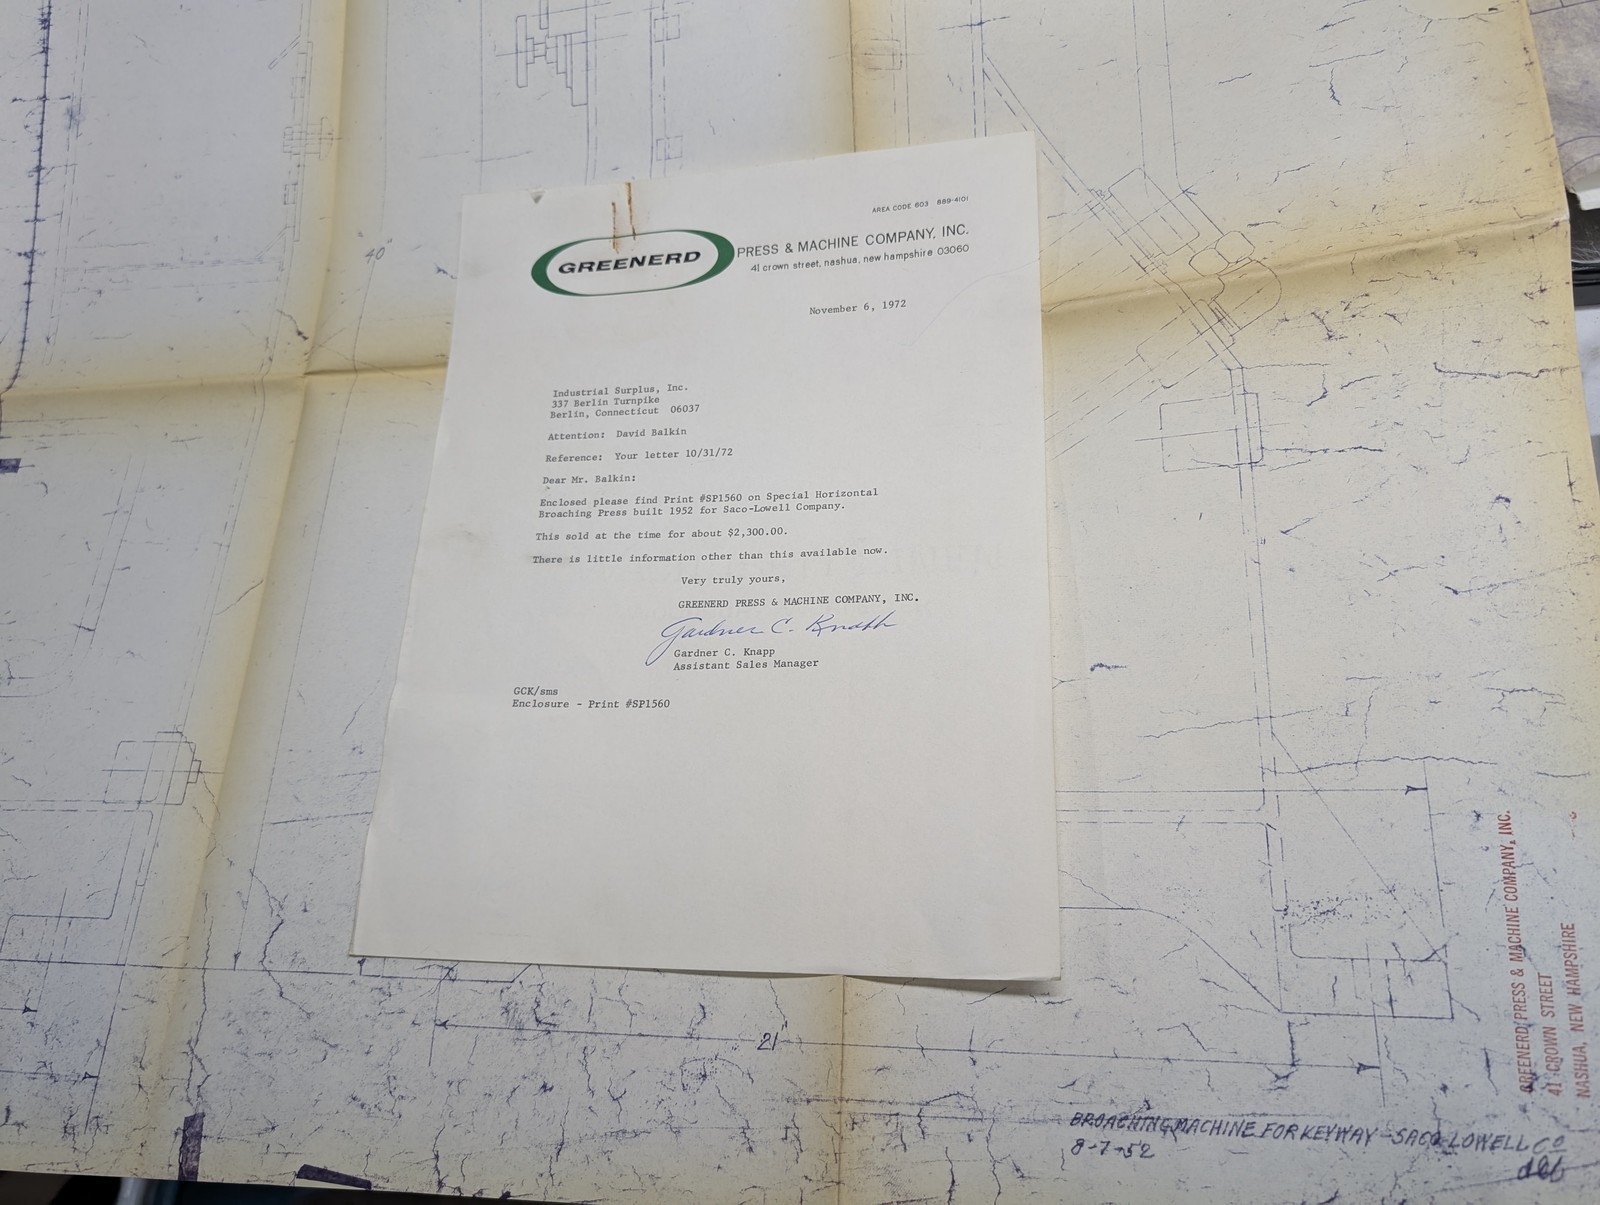 40"
AREA CODE 603 889-4101
GREENERD PRESS & MACHINE COMPANY, INC.
41 crown street, nashua, new hampshire 03060
November 6, 1972
Industrial Surplus, Inc.
337 Berlin Turnpike
Berlin, Connecticut 06037
Attention: David Balkin
Reference: Your letter 10/31/72
Dear Mr. Balkin:
Enclosed please find Print #SP1560 on Special Horizontal
Broaching Press built 1952 for Saco-Lowell Company.
This sold at the time for about $2,300.00.
There is little information other than this available now.
Very truly yours,
GREENERD PRESS & MACHINE COMPANY, INC.
Gardner C. Knapp
Gardner C. Knapp
Assistant Sales Manager
GCK/sms
Enclosure - Print #SP1560
21"
BROACHING MACHINE FOR KEYWAY - SACO LOWELL CO
8-7-52
GREENERD PRESS & MACHINE COMPANY, INC.
41 CROWN STREET
NASHUA, NEW HAMPSHIRE